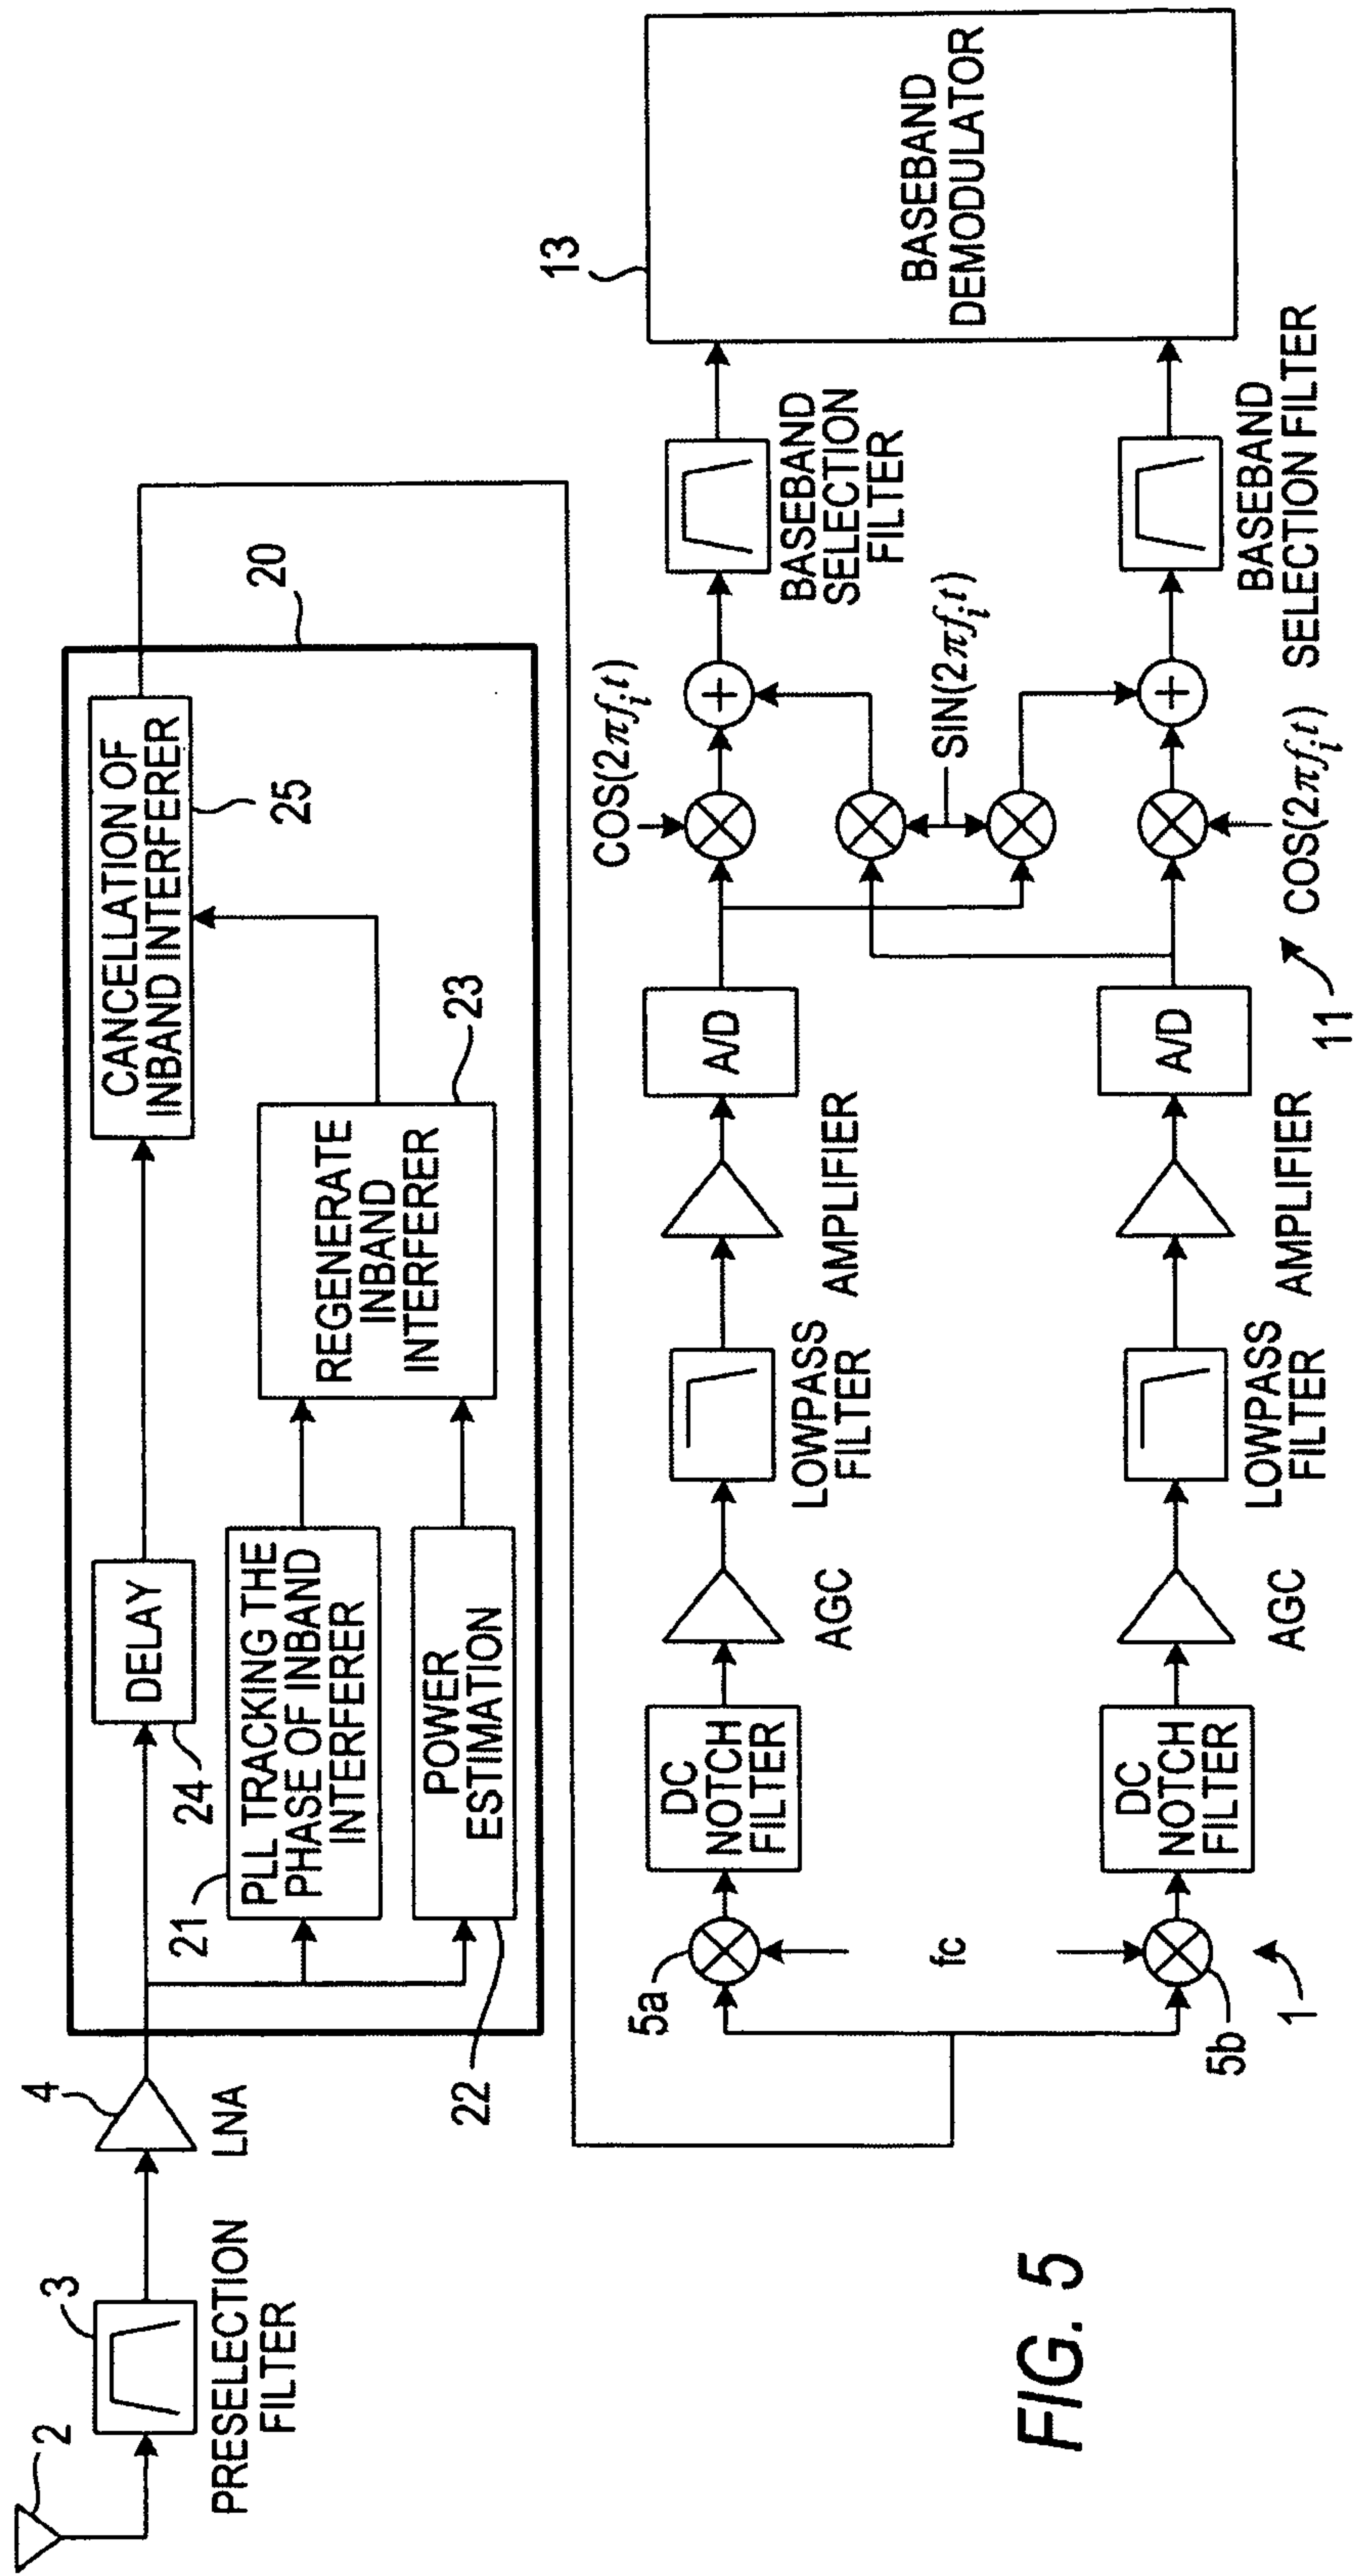 2
3
PRESELECTION
FILTER
4
LNA
20
24
DELAY
CANCELLATION OF
INBAND INTERFERER
25
21
PLL TRACKING THE
PHASE OF INBAND
INTERFERER
22
POWER
ESTIMATION
REGENERATE
INBAND
INTERFERER
23
5a
fc
5b
1
DC
NOTCH
FILTER
AGC
LOWPASS
FILTER
AMPLIFIER
A/D
COS(2πfᵢt)
SIN(2πfᵢt)
BASEBAND
SELECTION
FILTER
13
BASEBAND
DEMODULATOR
DC
NOTCH
FILTER
AGC
LOWPASS
FILTER
AMPLIFIER
A/D
11
COS(2πfᵢt)
BASEBAND
SELECTION FILTER
FIG. 5